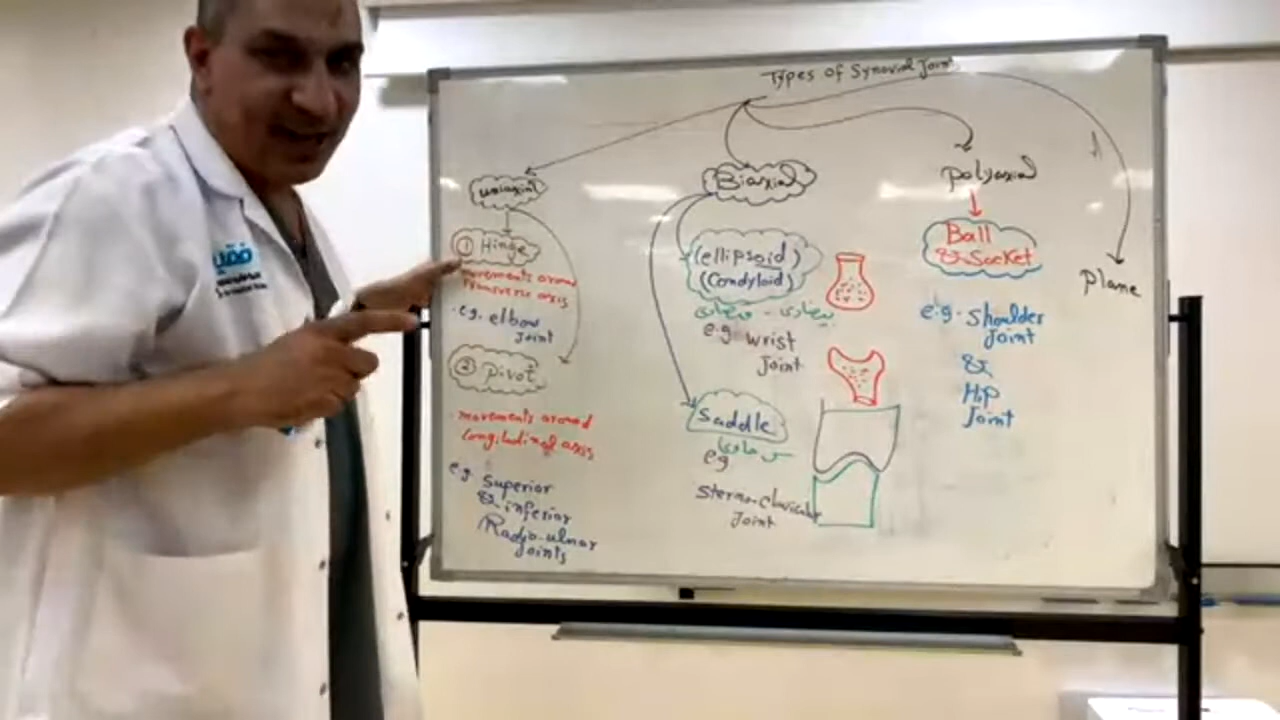 Types of Synovial Joint
uniaxial
① Hinge
movements around
transverse axis
e.g. elbow
Joint
② pivot
movements around
longitudinal axis
e.g. Superior
& inferior
Radio-ulnar
joints
Biaxial
(ellipsoid)
(Condyloid)
e.g. wrist
Joint
Saddle
eg
Sterno-clavicular
Joint
polyaxial
Ball
& Socket
e.g. Shoulder
Joint
&
Hip
Joint
plane
فقيه